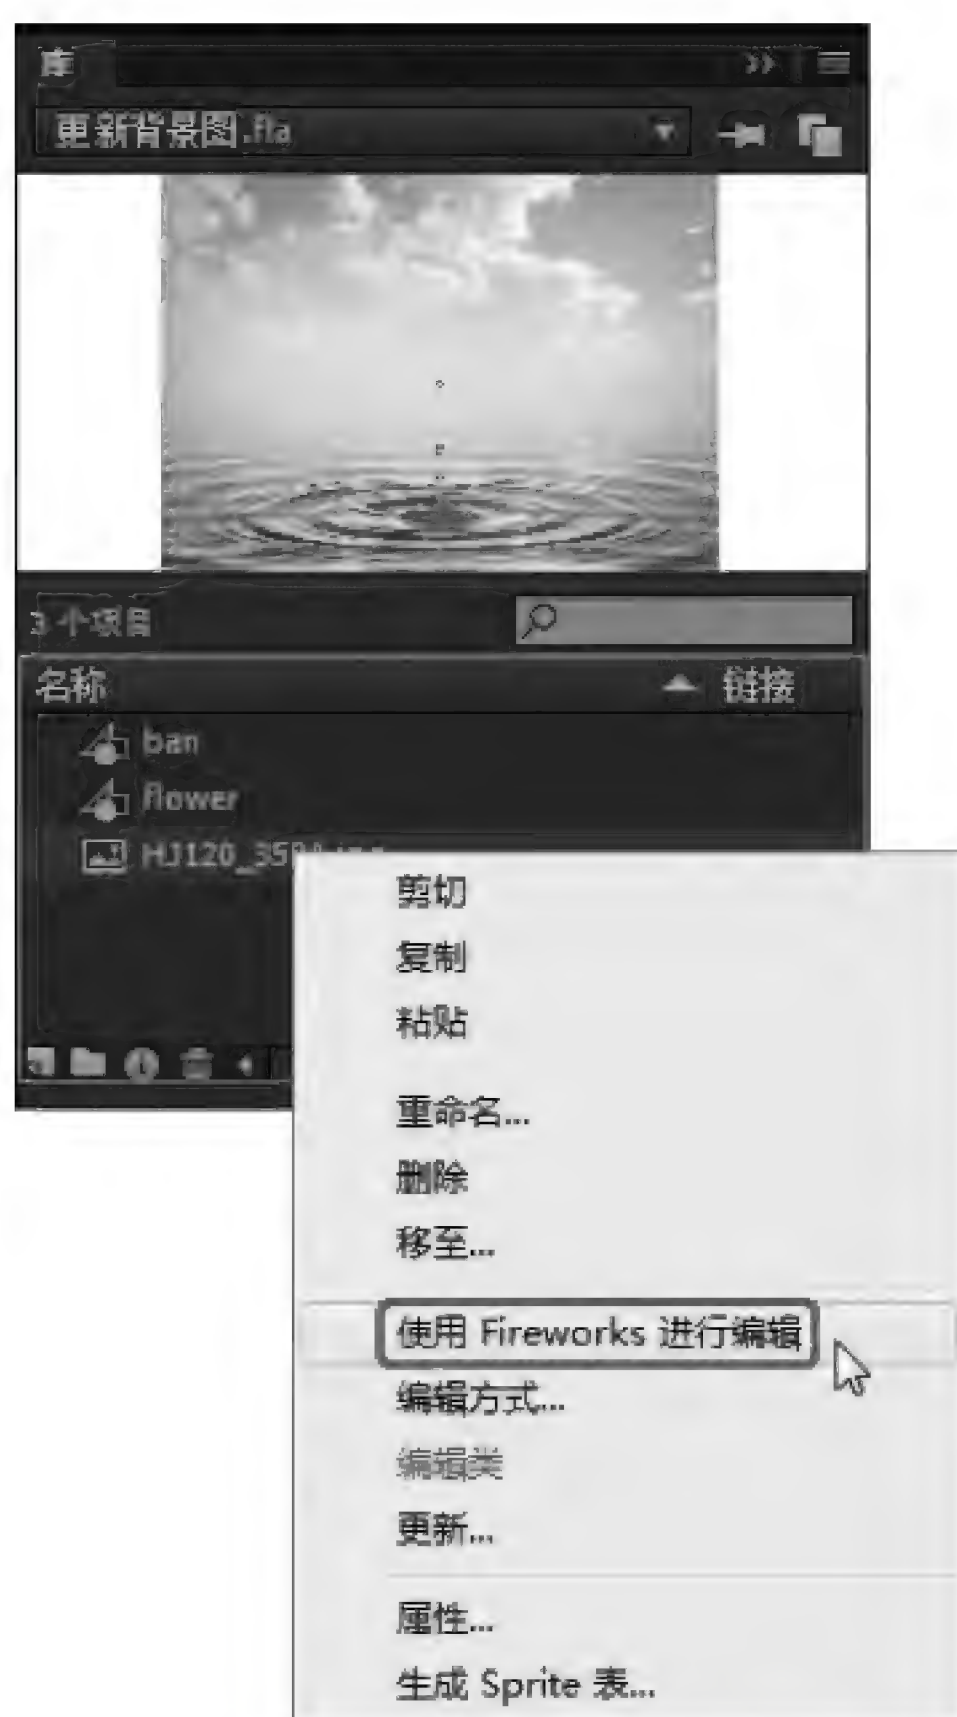 库
更新背景图.fla
3 个项目
名称 链接
ban
flower
HJ120_35
剪切
复制
粘贴
重命名...
删除
移至...
使用 Fireworks 进行编辑
编辑方式...
编辑类
更新...
属性...
生成 Sprite 表...